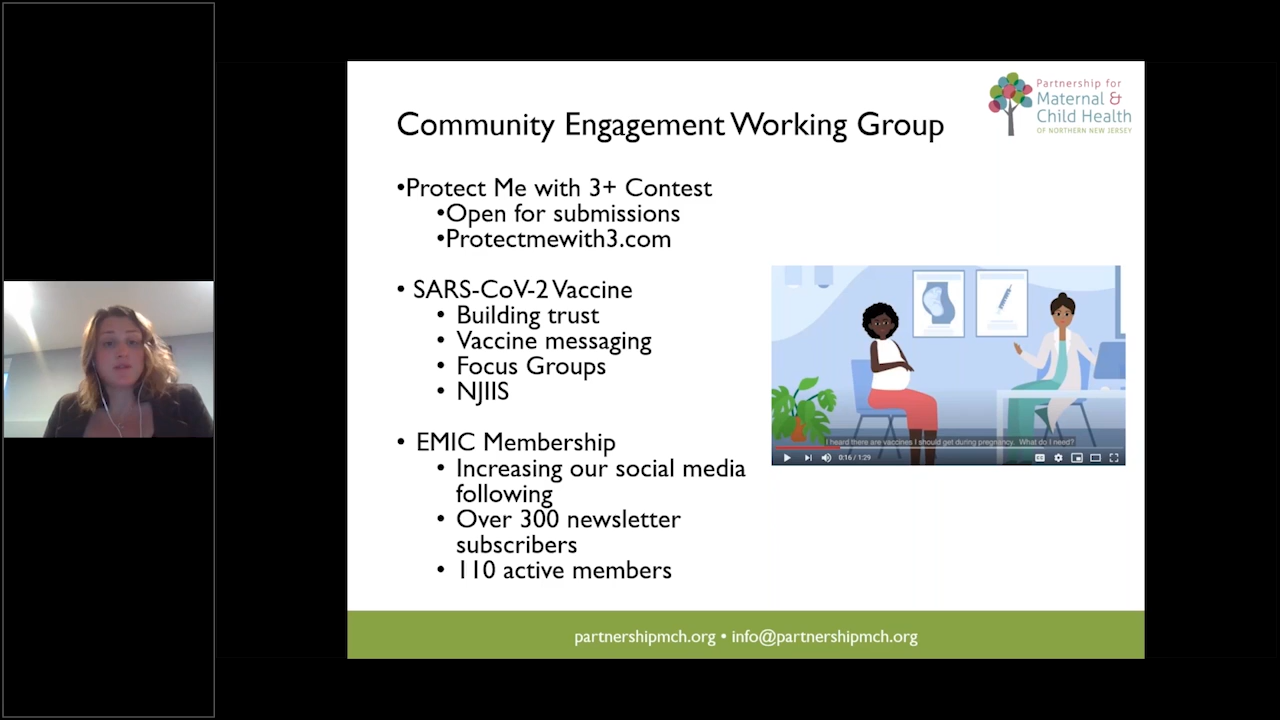 Partnership for
Maternal &
Child Health
OF NORTHERN NEW JERSEY
Community Engagement Working Group
•Protect Me with 3+ Contest
•Open for submissions
•Protectmewith3.com
• SARS-CoV-2 Vaccine
• Building trust
• Vaccine messaging
• Focus Groups
• NJIIS
• EMIC Membership
• Increasing our social media
following
• Over 300 newsletter
subscribers
• 110 active members
I heard there are vaccines I should get during pregnancy. What do I need?
0:16 / 1:29
partnershipmch.org • info@partnershipmch.org